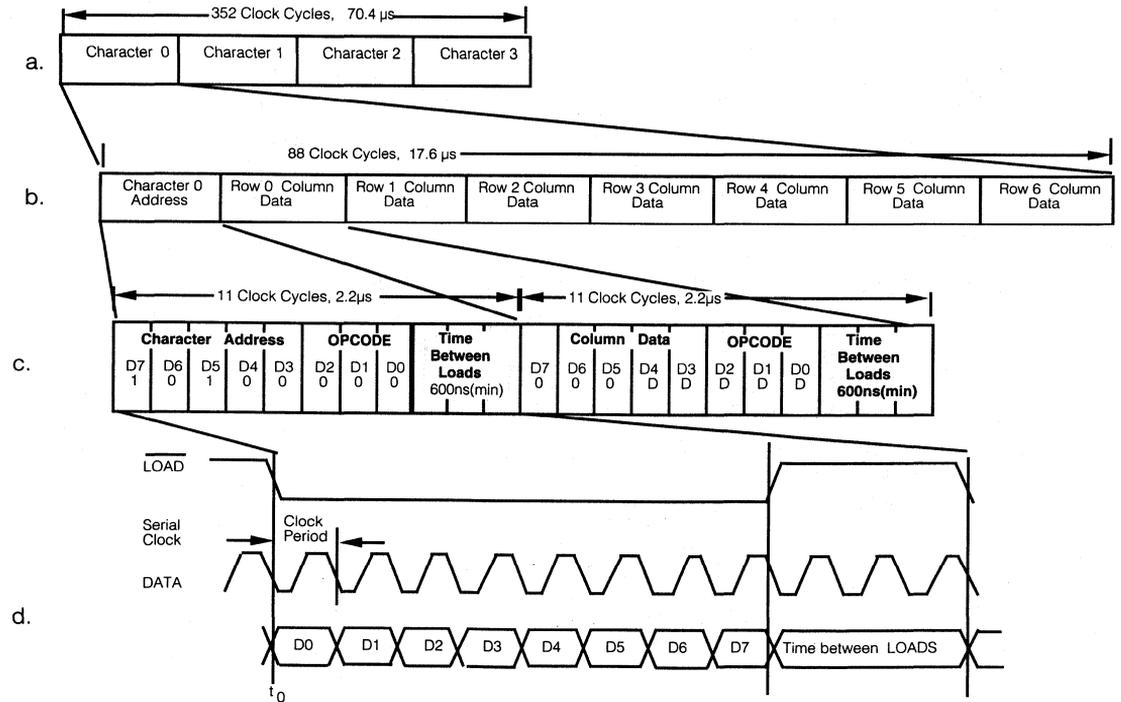 352 Clock Cycles, 70.4 µs
a.
Character 0 Character 1 Character 2 Character 3
88 Clock Cycles, 17.6 µs
b.
Character 0 Address
Row 0 Column Data
Row 1 Column Data
Row 2 Column Data
Row 3 Column Data
Row 4 Column Data
Row 5 Column Data
Row 6 Column Data
11 Clock Cycles, 2.2µs 11 Clock Cycles, 2.2µs
c.
Character Address OPCODE
D7 D6 D5 D4 D3 D2 D1 D0
1 0 1 0 0 0 0 0
Time
Between
Loads
600ns(min)
Column Data OPCODE
D7 D6 D5 D4 D3 D2 D1 D0
0 0 0 D D D D D
Time
Between
Loads
600ns(min)
LOAD
Serial
Clock
Clock
Period
DATA
d.
D0 D1 D2 D3 D4 D5 D6 D7 Time between LOADS
t0